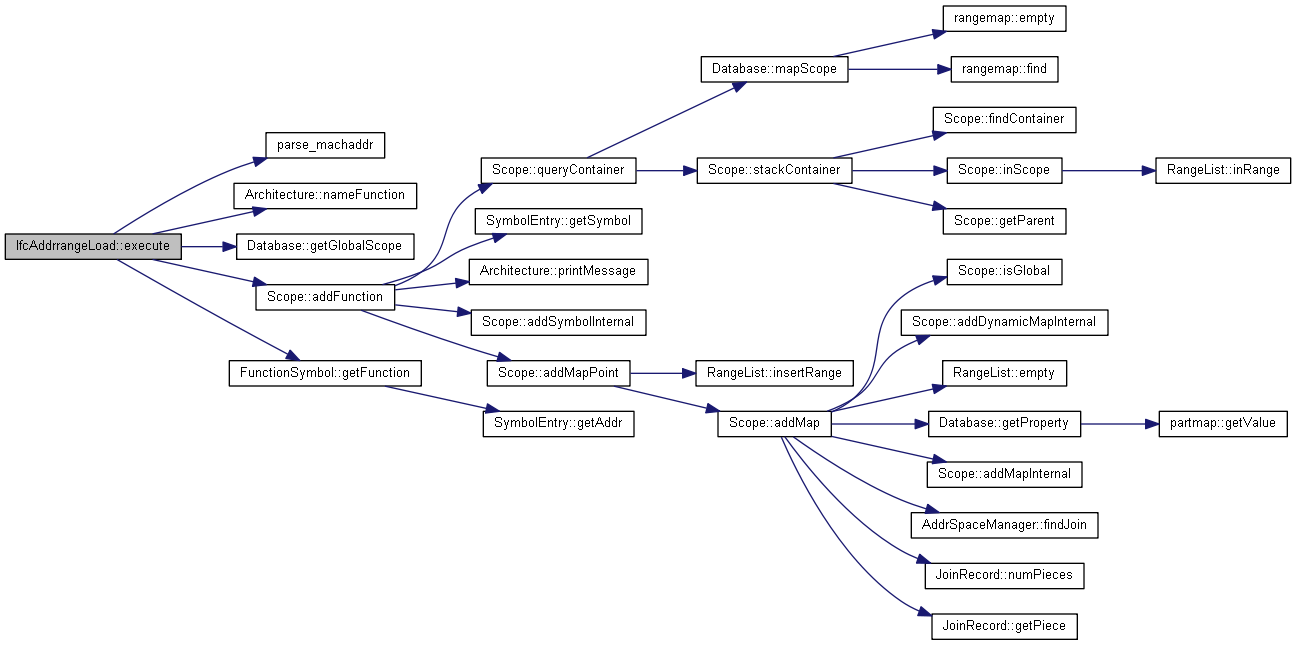 rangemap::empty
Database::mapScope
rangemap::find
Scope::findContainer
parse_machaddr
Scope::queryContainer
Scope::stackContainer
Scope::inScope
RangeList::inRange
Architecture::nameFunction
SymbolEntry::getSymbol
Scope::getParent
IfcAddrrangeLoad::execute
Database::getGlobalScope
Architecture::printMessage
Scope::isGlobal
Scope::addFunction
Scope::addSymbolInternal
Scope::addDynamicMapInternal
FunctionSymbol::getFunction
Scope::addMapPoint
RangeList::insertRange
RangeList::empty
SymbolEntry::getAddr
Scope::addMap
Database::getProperty
partmap::getValue
Scope::addMapInternal
AddrSpaceManager::findJoin
JoinRecord::numPieces
JoinRecord::getPiece